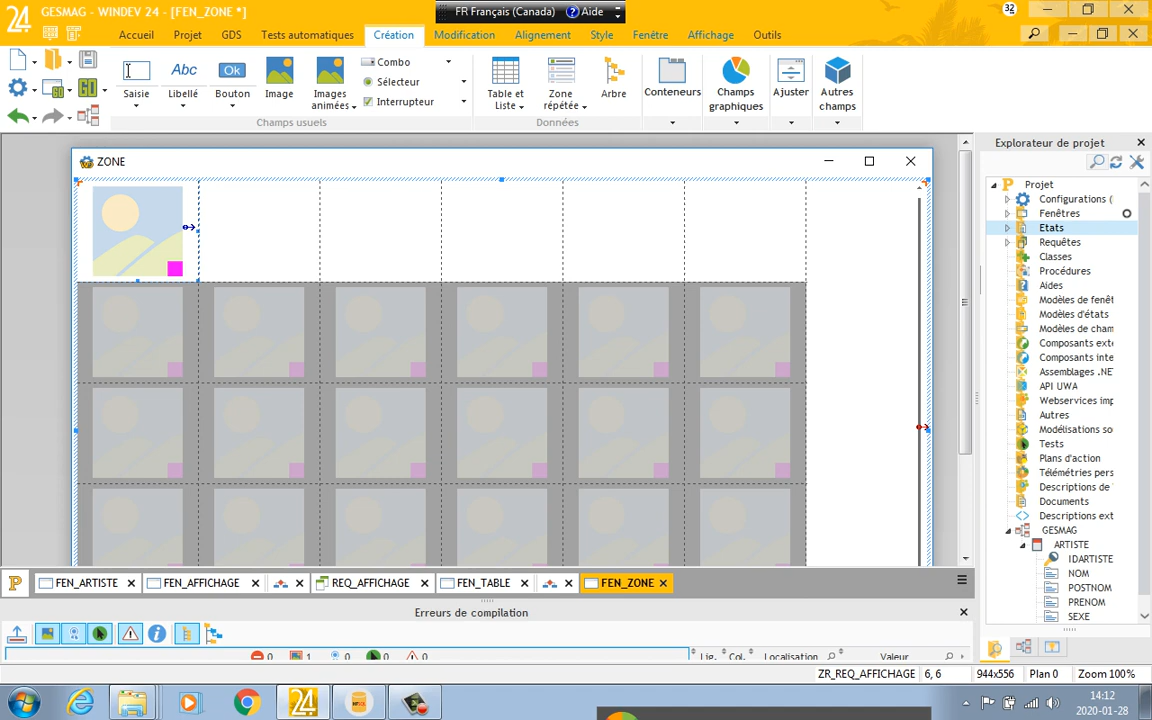 24 GESMAG - WINDEV 24 - [FEN_ZONE *]
FR Français (Canada) ? Aide
32
Accueil Projet GDS Tests automatiques Création Modification Alignement Style Fenêtre Affichage Outils
GO GO
Saisie
Abc Libellé
Ok Bouton
Image
Images animées
Combo
Sélecteur
Interrupteur
Table et Liste
Zone répétée
Arbre
Conteneurs
Champs graphiques
Ajuster
Autres champs
Champs usuels
Données
ZONE
Explorateur de projet
Projet
Configurations (
Fenêtres
Etats
Requêtes
Classes
Procédures
Aides
Modèles de fenêt
Modèles d'états
Modèles de cham
Composants exte
Composants inte
Assemblages .NE
API UWA
Webservices imp
Autres
Modélisations so
Tests
Plans d'action
Télémétries pers
Descriptions de
Documents
Descriptions ext
GESMAG
ARTISTE
IDARTISTE
NOM
POSTNOM
PRENOM
SEXE
P FEN_ARTISTE FEN_AFFICHAGE REQ_AFFICHAGE FEN_TABLE FEN_ZONE
Erreurs de compilation
0 1 0 0 0 Lig. Col. Localisation Valeur
ZR_REQ_AFFICHAGE 6, 6 944x556 Plan 0 Zoom 100%
24
14:12
2020-01-28